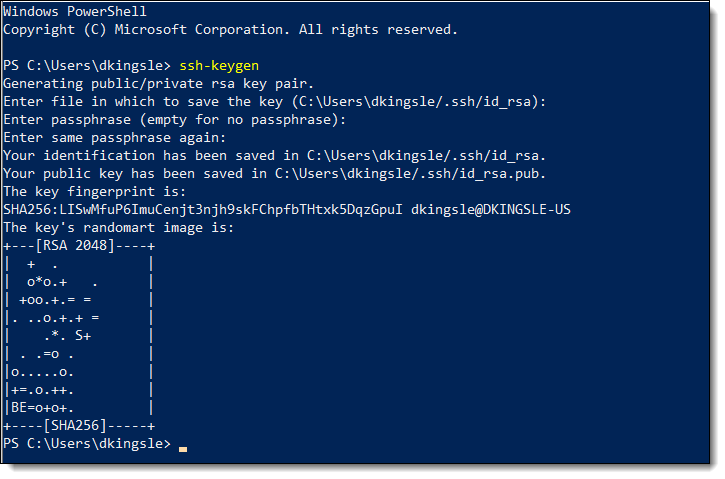 Windows PowerShell
Copyright (C) Microsoft Corporation. All rights reserved.

PS C:\Users\dkingsle> ssh-keygen
Generating public/private rsa key pair.
Enter file in which to save the key (C:\Users\dkingsle/.ssh/id_rsa):
Enter passphrase (empty for no passphrase):
Enter same passphrase again:
Your identification has been saved in C:\Users\dkingsle/.ssh/id_rsa.
Your public key has been saved in C:\Users\dkingsle/.ssh/id_rsa.pub.
The key fingerprint is:
SHA256:LISwMfuP6ImuCenjt3njh9skFChpfbTHtxk5DqzGpuI dkingsle@DKINGSLE-US
The key's randomart image is:
+---[RSA 2048]----+
|  +  .           |
|  o*o.+   .      |
| +oo.+.= =       |
|. ..o.+.+ =      |
|    .*. S+       |
| . .=o .         |
|o.....o.         |
|+=.o.++.         |
|BE=o+o+.         |
+----[SHA256]-----+
PS C:\Users\dkingsle>